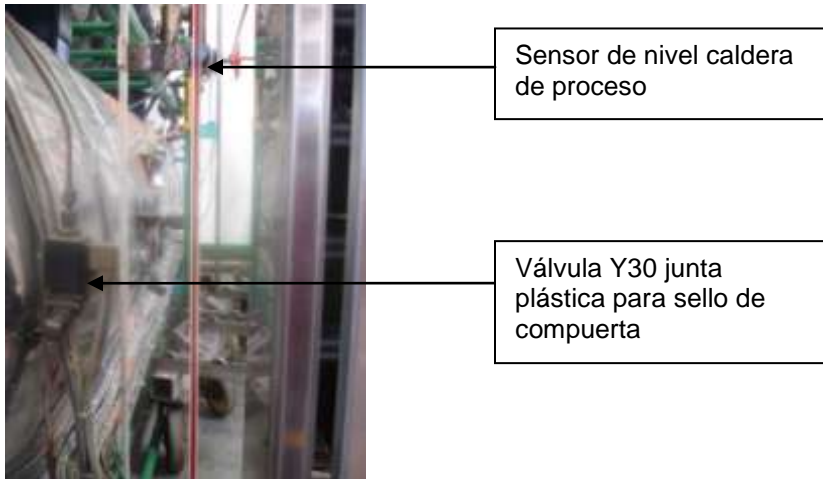 Sensor de nivel caldera
de proceso
Válvula Y30 junta
plástica para sello de
compuerta